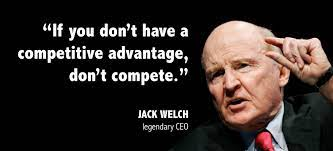 “If you don’t have a
competitive advantage,
don’t compete.”
JACK WELCH
legendary CEO